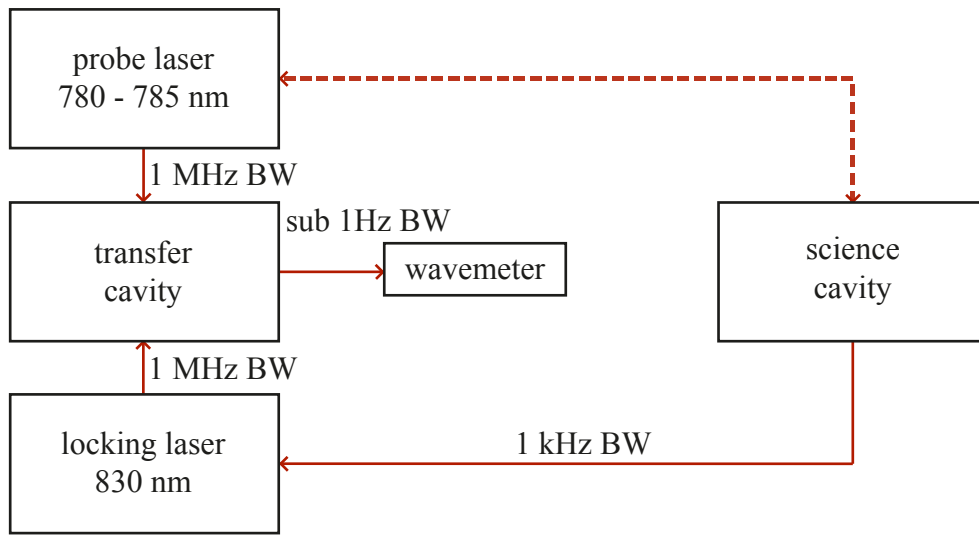 probe laser
780 - 785 nm
1 MHz BW
transfer
cavity
sub 1Hz BW
wavemeter
science
cavity
1 MHz BW
locking laser
830 nm
1 kHz BW